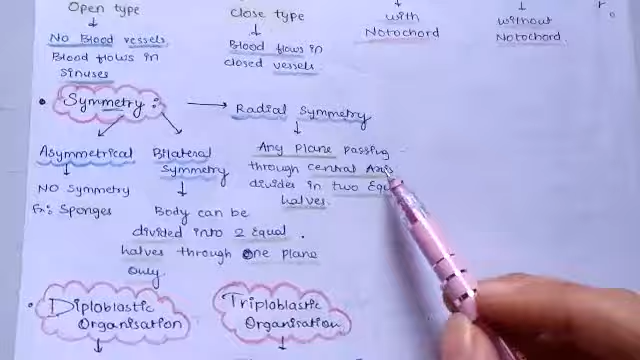 Open type
↓
No Blood vessels
Blood flows in
sinuses
close type
↓
Blood flows in
closed vessels.
↓
with
Notochord
↓
without
Notochord.
• Symmetry :
→ Radial Symmetry
↓
Any plane passing
through central Axis
divides in two
halves.
Asymmetrical
↓
NO Symmetry
Ex: Sponges
Bilateral
Symmetry
↓
Body can be
divided into 2 Equal
halves through One plane
only.
• Diploblastic
Organisation
↓
Triploblastic
Organisation
↓